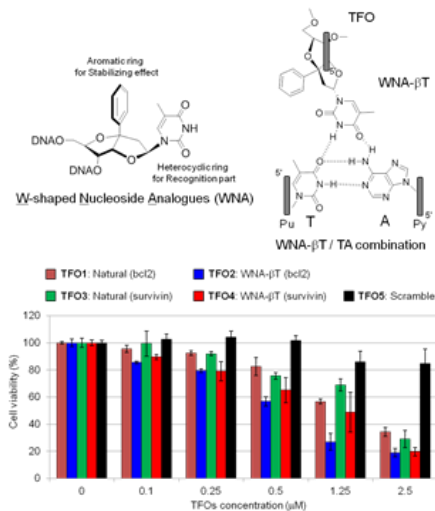 Aromatic ring
for Stabilizing effect
DNAO
DNAO
O
O
N
NH
O
O
Heterocyclic ring
for Recognition part
W-shaped Nucleoside Analogues (WNA)
TFO
WNA-βT
5'
T
A
Pu
Py
5'
WNA-βT / TA combination
TFO1: Natural (bcl2)
TFO2: WNA-βT (bcl2)
TFO3: Natural (survivin)
TFO4: WNA-βT (survivin)
TFO5: Scramble
Cell viability (%)
120
100
80
60
40
20
0
0 0.1 0.25 0.5 1.25 2.5
TFOs concentration (μM)